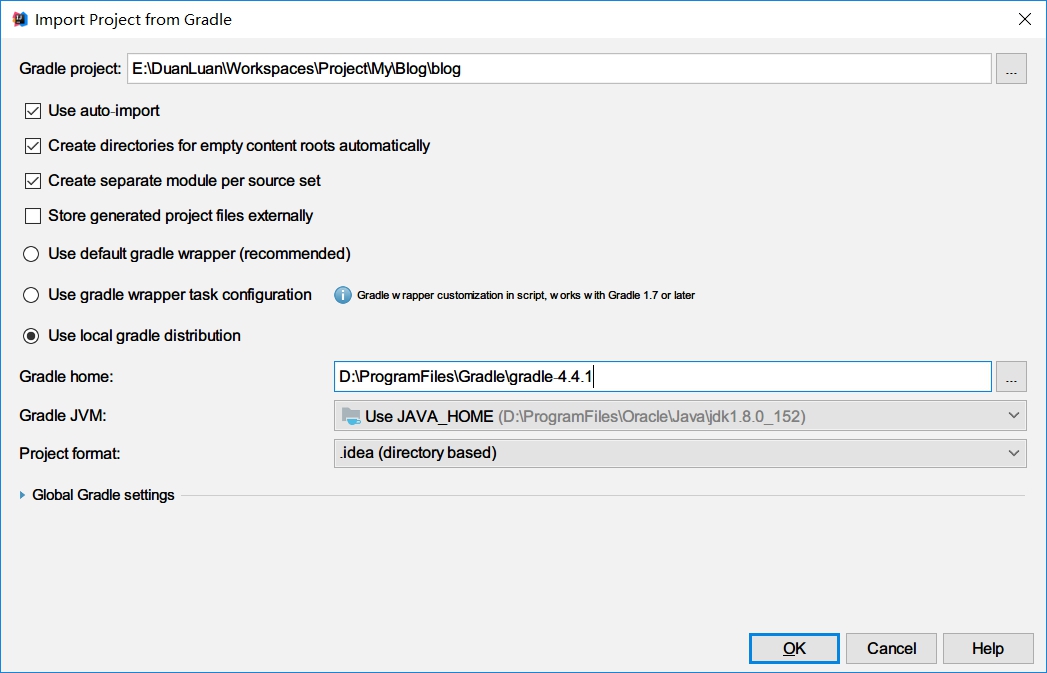 Import Project from Gradle
Gradle project: E:\DuanLuan\Workspaces\Project\My\Blog\blog ...
Use auto-import
Create directories for empty content roots automatically
Create separate module per source set
Store generated project files externally
Use default gradle wrapper (recommended)
Use gradle wrapper task configuration Gradle wrapper customization in script, works with Gradle 1.7 or later
Use local gradle distribution
Gradle home: D:\ProgramFiles\Gradle\gradle-4.4.1 ...
Gradle JVM: Use JAVA_HOME (D:\ProgramFiles\Oracle\Java\jdk1.8.0_152)
Project format: .idea (directory based)
Global Gradle settings
OK Cancel Help